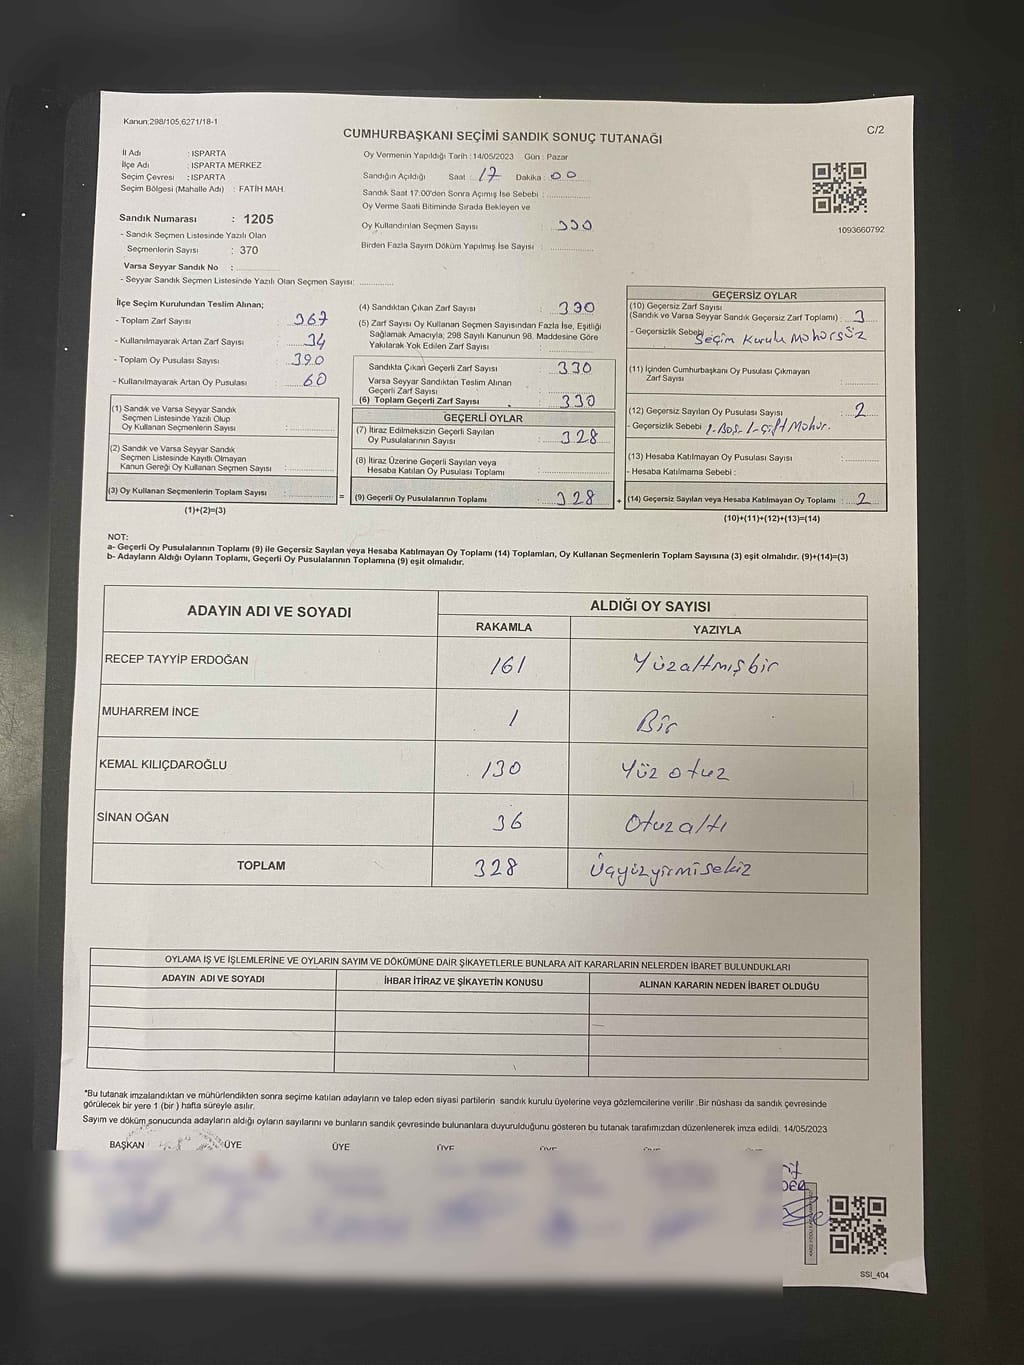 Kanun:298/105,6271/18-1
C/2
CUMHURBAŞKANI SEÇİMİ SANDIK SONUÇ TUTANAĞI
İl Adı : ISPARTA
İlçe Adı : ISPARTA MERKEZ
Seçim Çevresi : ISPARTA
Seçim Bölgesi (Mahalle Adı) : FATİH MAH.
Sandık Numarası : 1205
- Sandık Seçmen Listesinde Yazılı Olan
Seçmenlerin Sayısı : 370
Varsa Seyyar Sandık No :
- Seyyar Sandık Seçmen Listesinde Yazılı Olan Seçmen Sayısı:
Oy Vermenin Yapıldığı Tarih : 14/05/2023 Gün : Pazar
Sandığın Açıldığı Saat : 17 Dakika : 00
Sandık Saat 17:00'den Sonra Açımış İse Sebebi :
Oy Verme Saati Bitiminde Sırada Bekleyen ve
Oy Kullandırılan Seçmen Sayısı : 330
Birden Fazla Sayım Döküm Yapılmış İse Sayısı :
1093660792
İlçe Seçim Kurulundan Teslim Alınan;
- Toplam Zarf Sayısı : 367
- Kullanılmayarak Artan Zarf Sayısı : 34
- Toplam Oy Pusulası Sayısı : 390
- Kullanılmayarak Artan Oy Pusulası : 60
(1) Sandık ve Varsa Seyyar Sandık
Seçmen Listesinde Yazılı Olup
Oy Kullanan Seçmenlerin Sayısı :
(2) Sandık ve Varsa Seyyar Sandık
Seçmen Listesinde Kayıtlı Olmayan
Kanun Gereği Oy Kullanan Seçmen Sayısı :
(3) Oy Kullanan Seçmenlerin Toplam Sayısı :
(1)+(2)=(3)
=
(4) Sandıktan Çıkan Zarf Sayısı : 330
(5) Zarf Sayısı Oy Kullanan Seçmen Sayısından Fazla İse, Eşitliği
Sağlamak Amacıyla; 298 Sayılı Kanunun 98. Maddesine Göre
Yakılarak Yok Edilen Zarf Sayısı :
Sandıkta Çıkan Geçerli Zarf Sayısı : 330
Varsa Seyyar Sandıktan Teslim Alınan
Geçerli Zarf Sayısı :
(6) Toplam Geçerli Zarf Sayısı : 330
GEÇERLİ OYLAR
(7) İtiraz Edilmeksizin Geçerli Sayılan
Oy Pusulalarının Sayısı : 328
(8) İtiraz Üzerine Geçerli Sayılan veya
Hesaba Katılan Oy Pusulası Toplamı :
(9) Geçerli Oy Pusulalarının Toplamı : 328
+
GEÇERSİZ OYLAR
(10) Geçersiz Zarf Sayısı
(Sandık ve Varsa Seyyar Sandık Geçersiz Zarf Toplamı) : 3
- Geçersizlik Sebebi Seçim Kurulu Mohörsüz
(11) İçinden Cumhurbaşkanı Oy Pusulası Çıkmayan
Zarf Sayısı :
(12) Geçersiz Sayılan Oy Pusulası Sayısı : 2
- Geçersizlik Sebebi 1-Boş-1-çift Mohür.
(13) Hesaba Katılmayan Oy Pusulası Sayısı :
- Hesaba Katılmama Sebebi :
(14) Geçersiz Sayılan veya Hesaba Katılmayan Oy Toplamı : 2
(10)+(11)+(12)+(13)=(14)
NOT:
a- Geçerli Oy Pusulalarının Toplamı (9) ile Geçersiz Sayılan veya Hesaba Katılmayan Oy Toplamı (14) Toplamları, Oy Kullanan Seçmenlerin Toplam Sayısına (3) eşit olmalıdır. (9)+(14)=(3)
b- Adayların Aldığı Oyların Toplamı, Geçerli Oy Pusulalarının Toplamına (9) eşit olmalıdır.
ADAYIN ADI VE SOYADI ALDIĞI OY SAYISI
RAKAMLA YAZIYLA
RECEP TAYYİP ERDOĞAN 161 Yüzaltmışbir
MUHARREM İNCE 1 Bir
KEMAL KILIÇDAROĞLU 130 Yüz otuz
SİNAN OĞAN 36 Otuzaltı
TOPLAM 328 Üçyüzyirmisekiz
OYLAMA İŞ VE İŞLEMLERİNE VE OYLARIN SAYIM VE DÖKÜMÜNE DAİR ŞİKAYETLERLE BUNLARA AİT KARARLARIN NELERDEN İBARET BULUNDUKLARI
ADAYIN ADI VE SOYADI İHBAR İTİRAZ VE ŞİKAYETİN KONUSU ALINAN KARARIN NEDEN İBARET OLDUĞU
*Bu tutanak imzalandıktan ve mühürlendikten sonra seçime katılan adayların ve talep eden siyasi partilerin sandık kurulu üyelerine veya gözlemcilerine verilir .Bir nüshası da sandık çevresinde
görülecek bir yere 1 (bir ) hafta süreyle asılır.
Sayım ve döküm sonucunda adayların aldığı oyların sayılarını ve bunların sandık çevresinde bulunanlara duyurulduğunu gösteren bu tutanak tarafımızdan düzenlenerek imza edildi. 14/05/2023
BAŞKAN ÜYE ÜYE ÜYE ÜYE
SSI_404